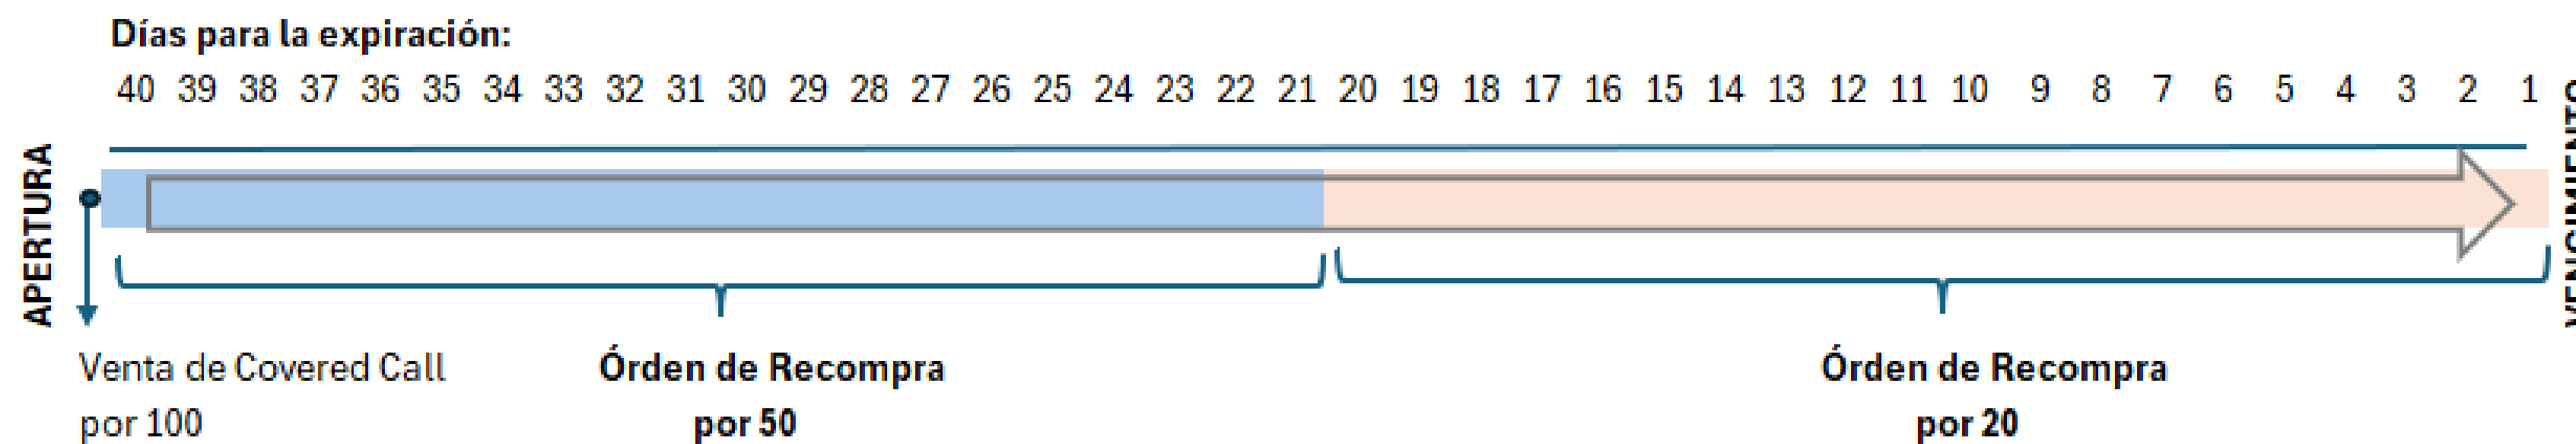 Días para la expiración:
40 39 38 37 36 35 34 33 32 31 30 29 28 27 26 25 24 23 22 21 20 19 18 17 16 15 14 13 12 11 10 9 8 7 6 5 4 3 2 1
APERTURA
VENCIMIENTO
Venta de Covered Call
por 100
Órden de Recompra
por 50
Órden de Recompra
por 20